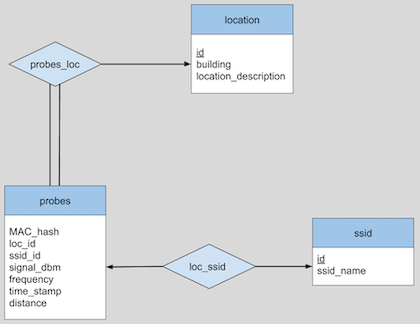 location
id
building
location_description
probes_loc
probes
MAC_hash
loc_id
ssid_id
signal_dbm
frequency
time_stamp
distance
loc_ssid
ssid
id
ssid_name